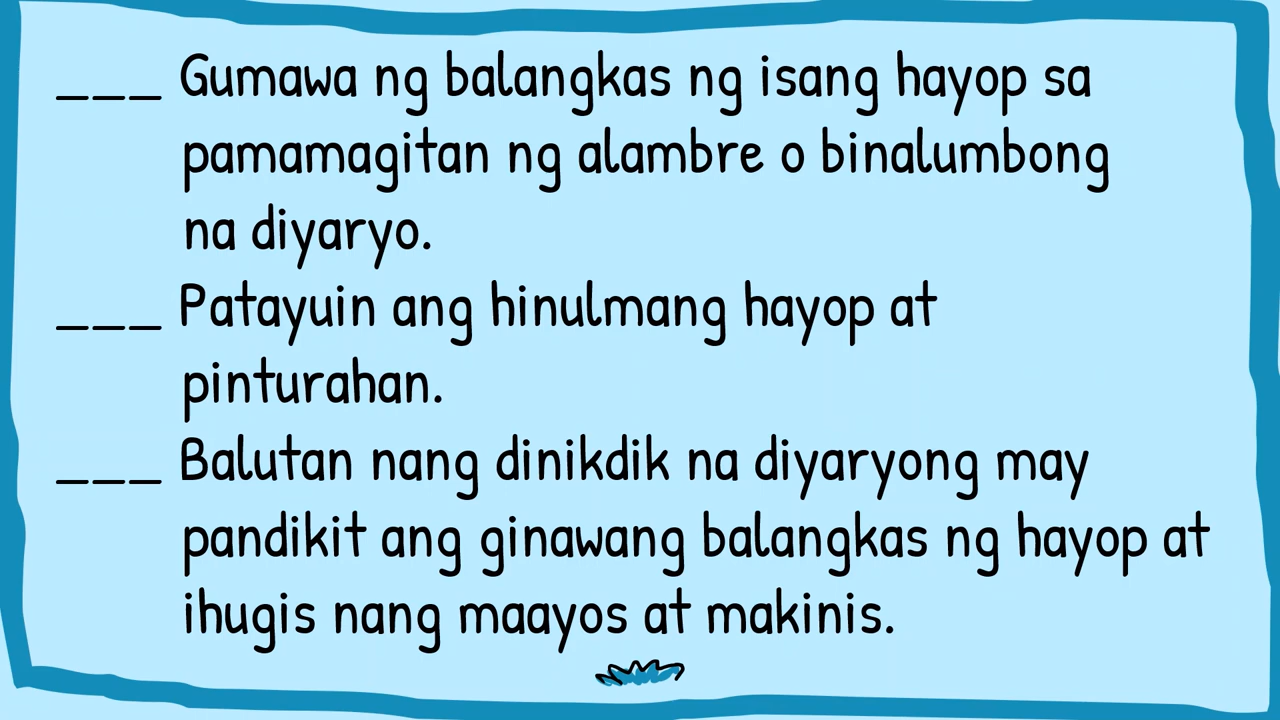 ___ Gumawa ng balangkas ng isang hayop sa
pamamagitan ng alambre o binalumbong
na diyaryo.
___ Patayuin ang hinulmang hayop at
pinturahan.
___ Balutan nang dinikdik na diyaryong may
pandikit ang ginawang balangkas ng hayop at
ihugis nang maayos at makinis.